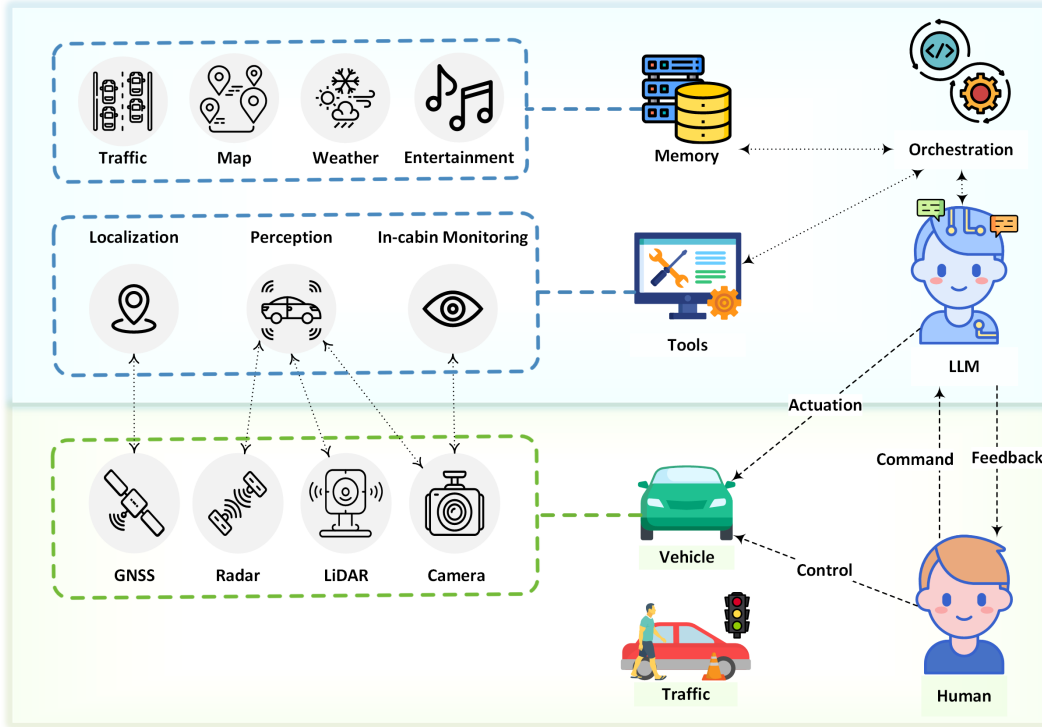 Traffic
Map
Weather
Entertainment
Memory
Orchestration
</>
Localization
Perception
In-cabin Monitoring
Tools
LLM
Actuation
Command
Feedback
GNSS
Radar
LiDAR
Camera
Vehicle
Control
Traffic
Human